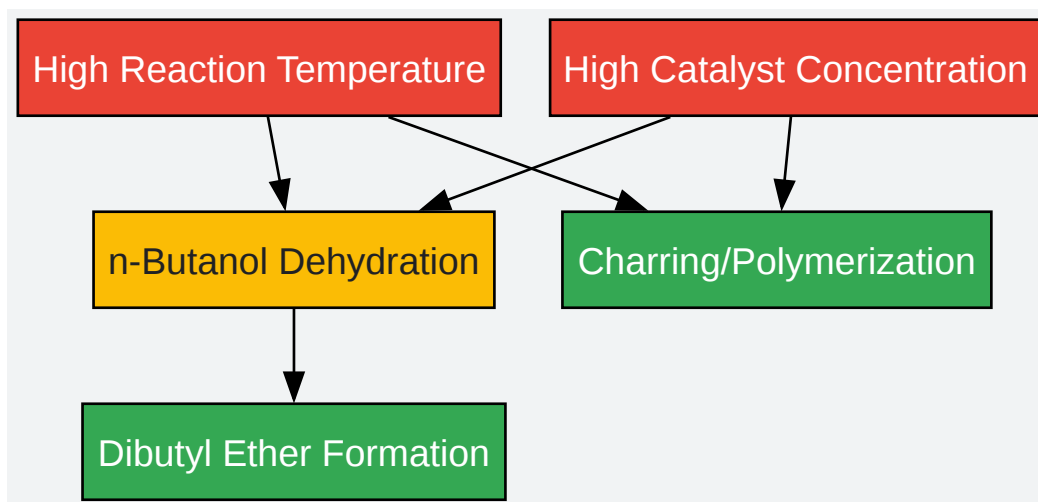 High Reaction Temperature
High Catalyst Concentration
n-Butanol Dehydration
Charring/Polymerization
Dibutyl Ether Formation